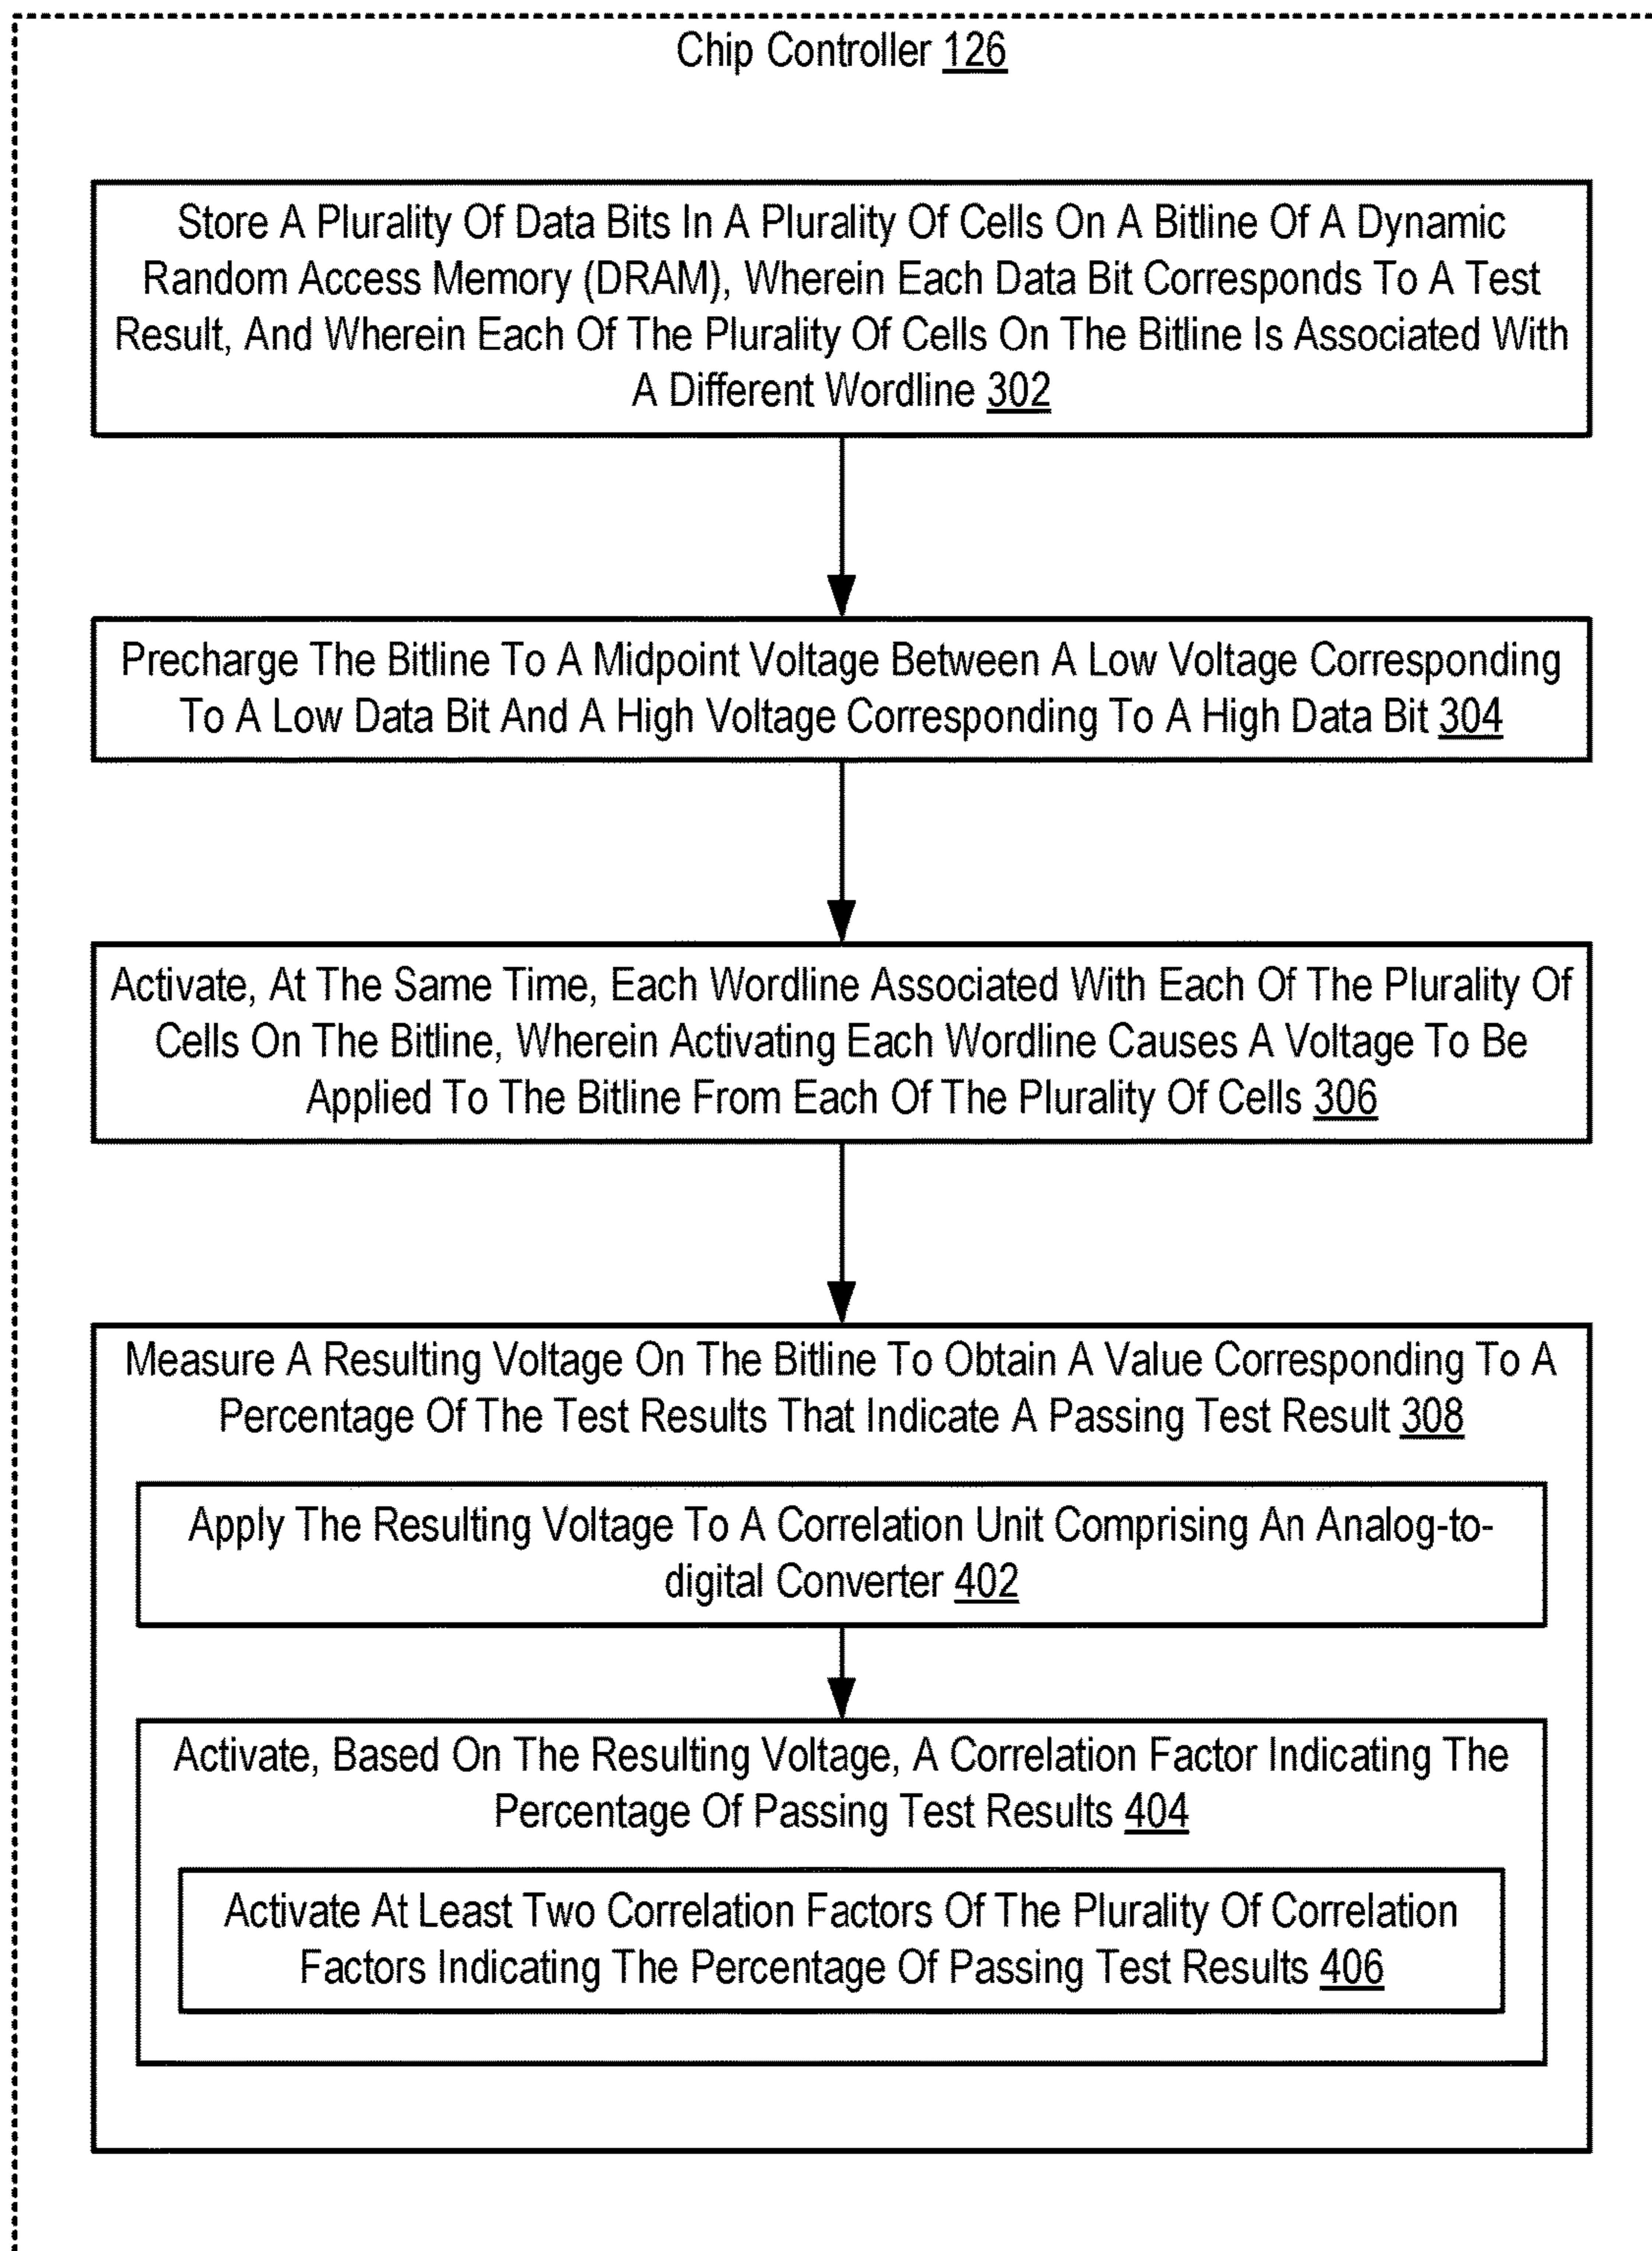 Chip Controller 126
Store A Plurality Of Data Bits In A Plurality Of Cells On A Bitline Of A Dynamic
Random Access Memory (DRAM), Wherein Each Data Bit Corresponds To A Test
Result, And Wherein Each Of The Plurality Of Cells On The Bitline Is Associated With
A Different Wordline 302
Precharge The Bitline To A Midpoint Voltage Between A Low Voltage Corresponding
To A Low Data Bit And A High Voltage Corresponding To A High Data Bit 304
Activate, At The Same Time, Each Wordline Associated With Each Of The Plurality Of
Cells On The Bitline, Wherein Activating Each Wordline Causes A Voltage To Be
Applied To The Bitline From Each Of The Plurality Of Cells 306
Measure A Resulting Voltage On The Bitline To Obtain A Value Corresponding To A
Percentage Of The Test Results That Indicate A Passing Test Result 308
Apply The Resulting Voltage To A Correlation Unit Comprising An Analog-to-
digital Converter 402
Activate, Based On The Resulting Voltage, A Correlation Factor Indicating The
Percentage Of Passing Test Results 404
Activate At Least Two Correlation Factors Of The Plurality Of Correlation
Factors Indicating The Percentage Of Passing Test Results 406